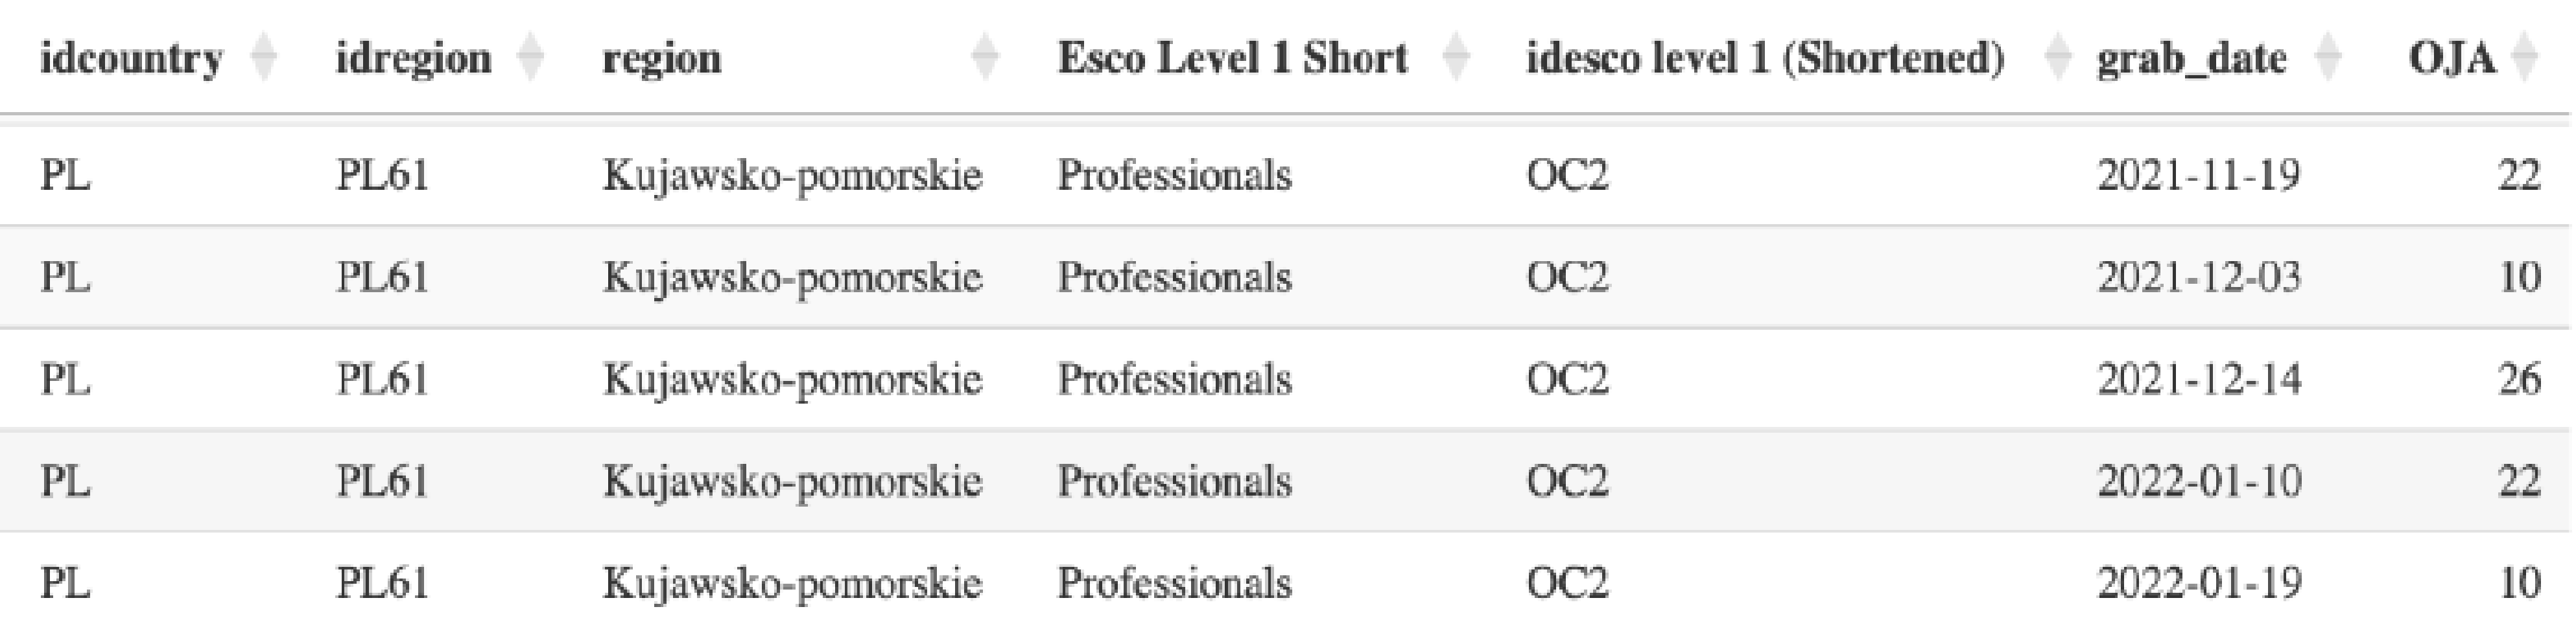 idcountry idregion region Esco Level 1 Short idesco level 1 (Shortened) grab_date OJA
PL PL61 Kujawsko-pomorskie Professionals OC2 2021-11-19 22
PL PL61 Kujawsko-pomorskie Professionals OC2 2021-12-03 10
PL PL61 Kujawsko-pomorskie Professionals OC2 2021-12-14 26
PL PL61 Kujawsko-pomorskie Professionals OC2 2022-01-10 22
PL PL61 Kujawsko-pomorskie Professionals OC2 2022-01-19 10